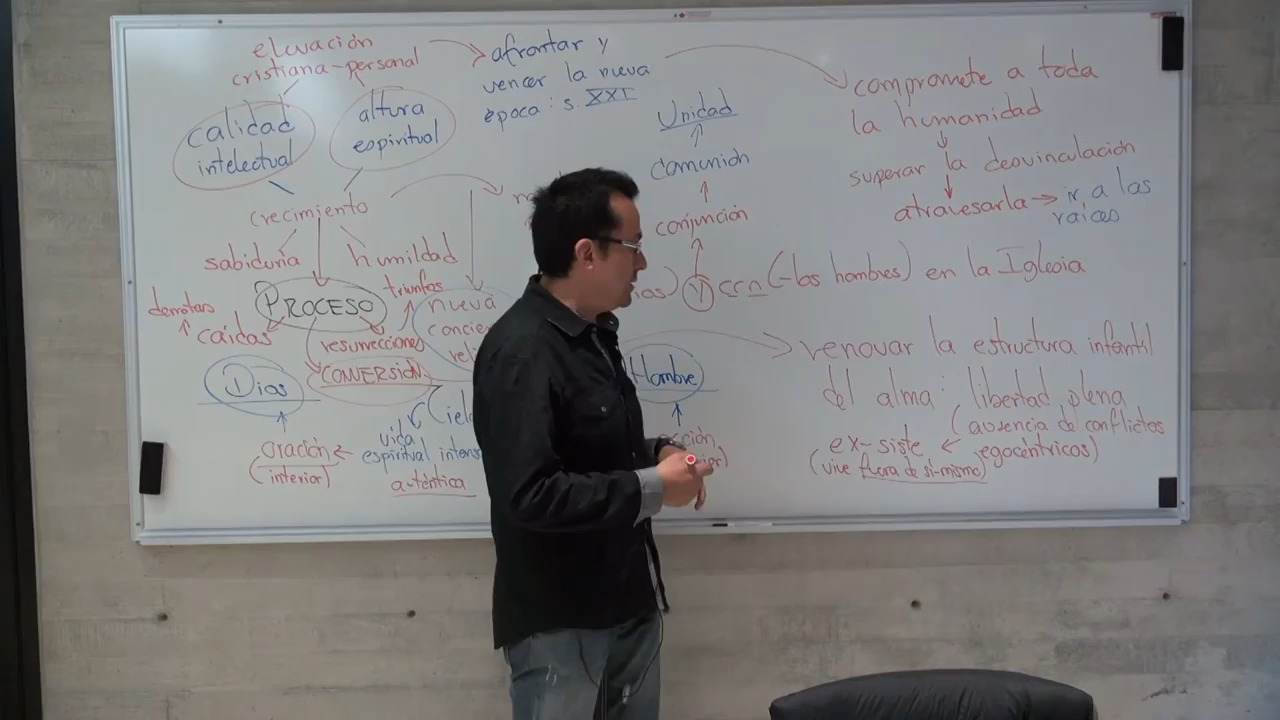 elevación
cristiana-personal
afrontar y
vencer la nueva
época: s. XXI
calidad
intelectual
altura
espiritual
crecimiento
sabiduría
humildad
PROCESO
derrotas
caídas
triunfos
resurrecciones
CONVERSIÓN
nueva
Dios
oración
(interior)
vida
espiritual intensa
auténtica
Unidad
comunión
conjunción
Y con (-los hombres) en la Iglesia
Hombre
compromete a toda
la humanidad
superar la desvinculación
atravesarla → ir a las
raíces
renovar la estructura infantil
del alma: libertad plena
(ausencia de conflictos
egocéntricos)
ex-siste
(vive fuera de sí-mismo)